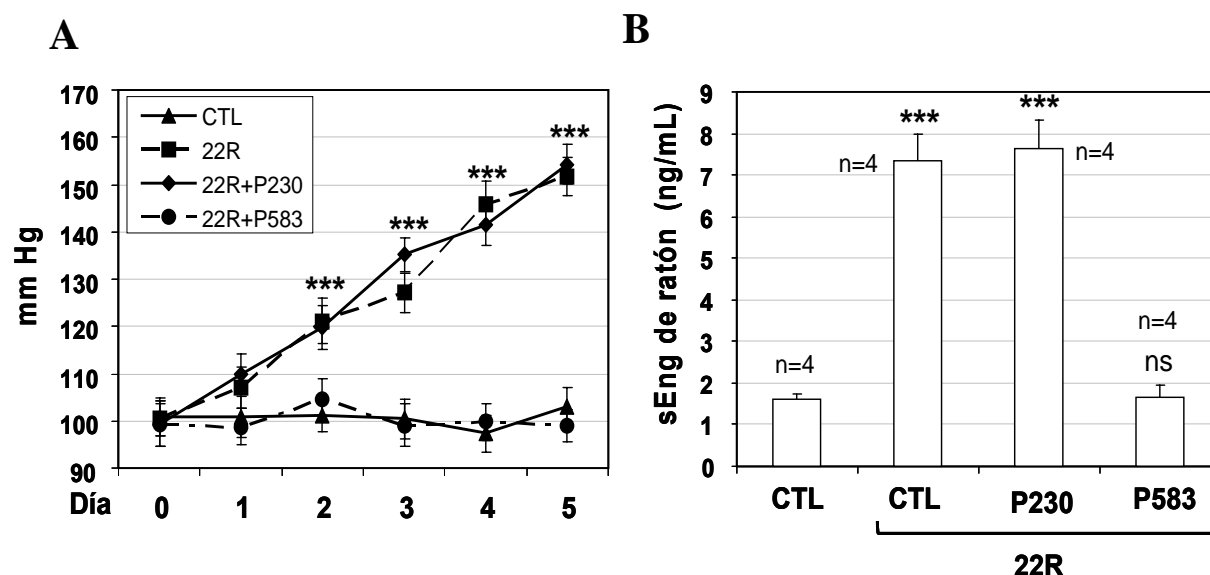 A
B
170
160
150
140
130
120
110
100
90
mm Hg
CTL
22R
22R+P230
22R+P583
***
***
***
***
Día
0 1 2 3 4 5
sEng de ratón (ng/mL)
9
8
7
6
5
4
3
2
1
0
n=4
***
n=4
***
n=4
n=4
ns
CTL CTL P230 P583
22R